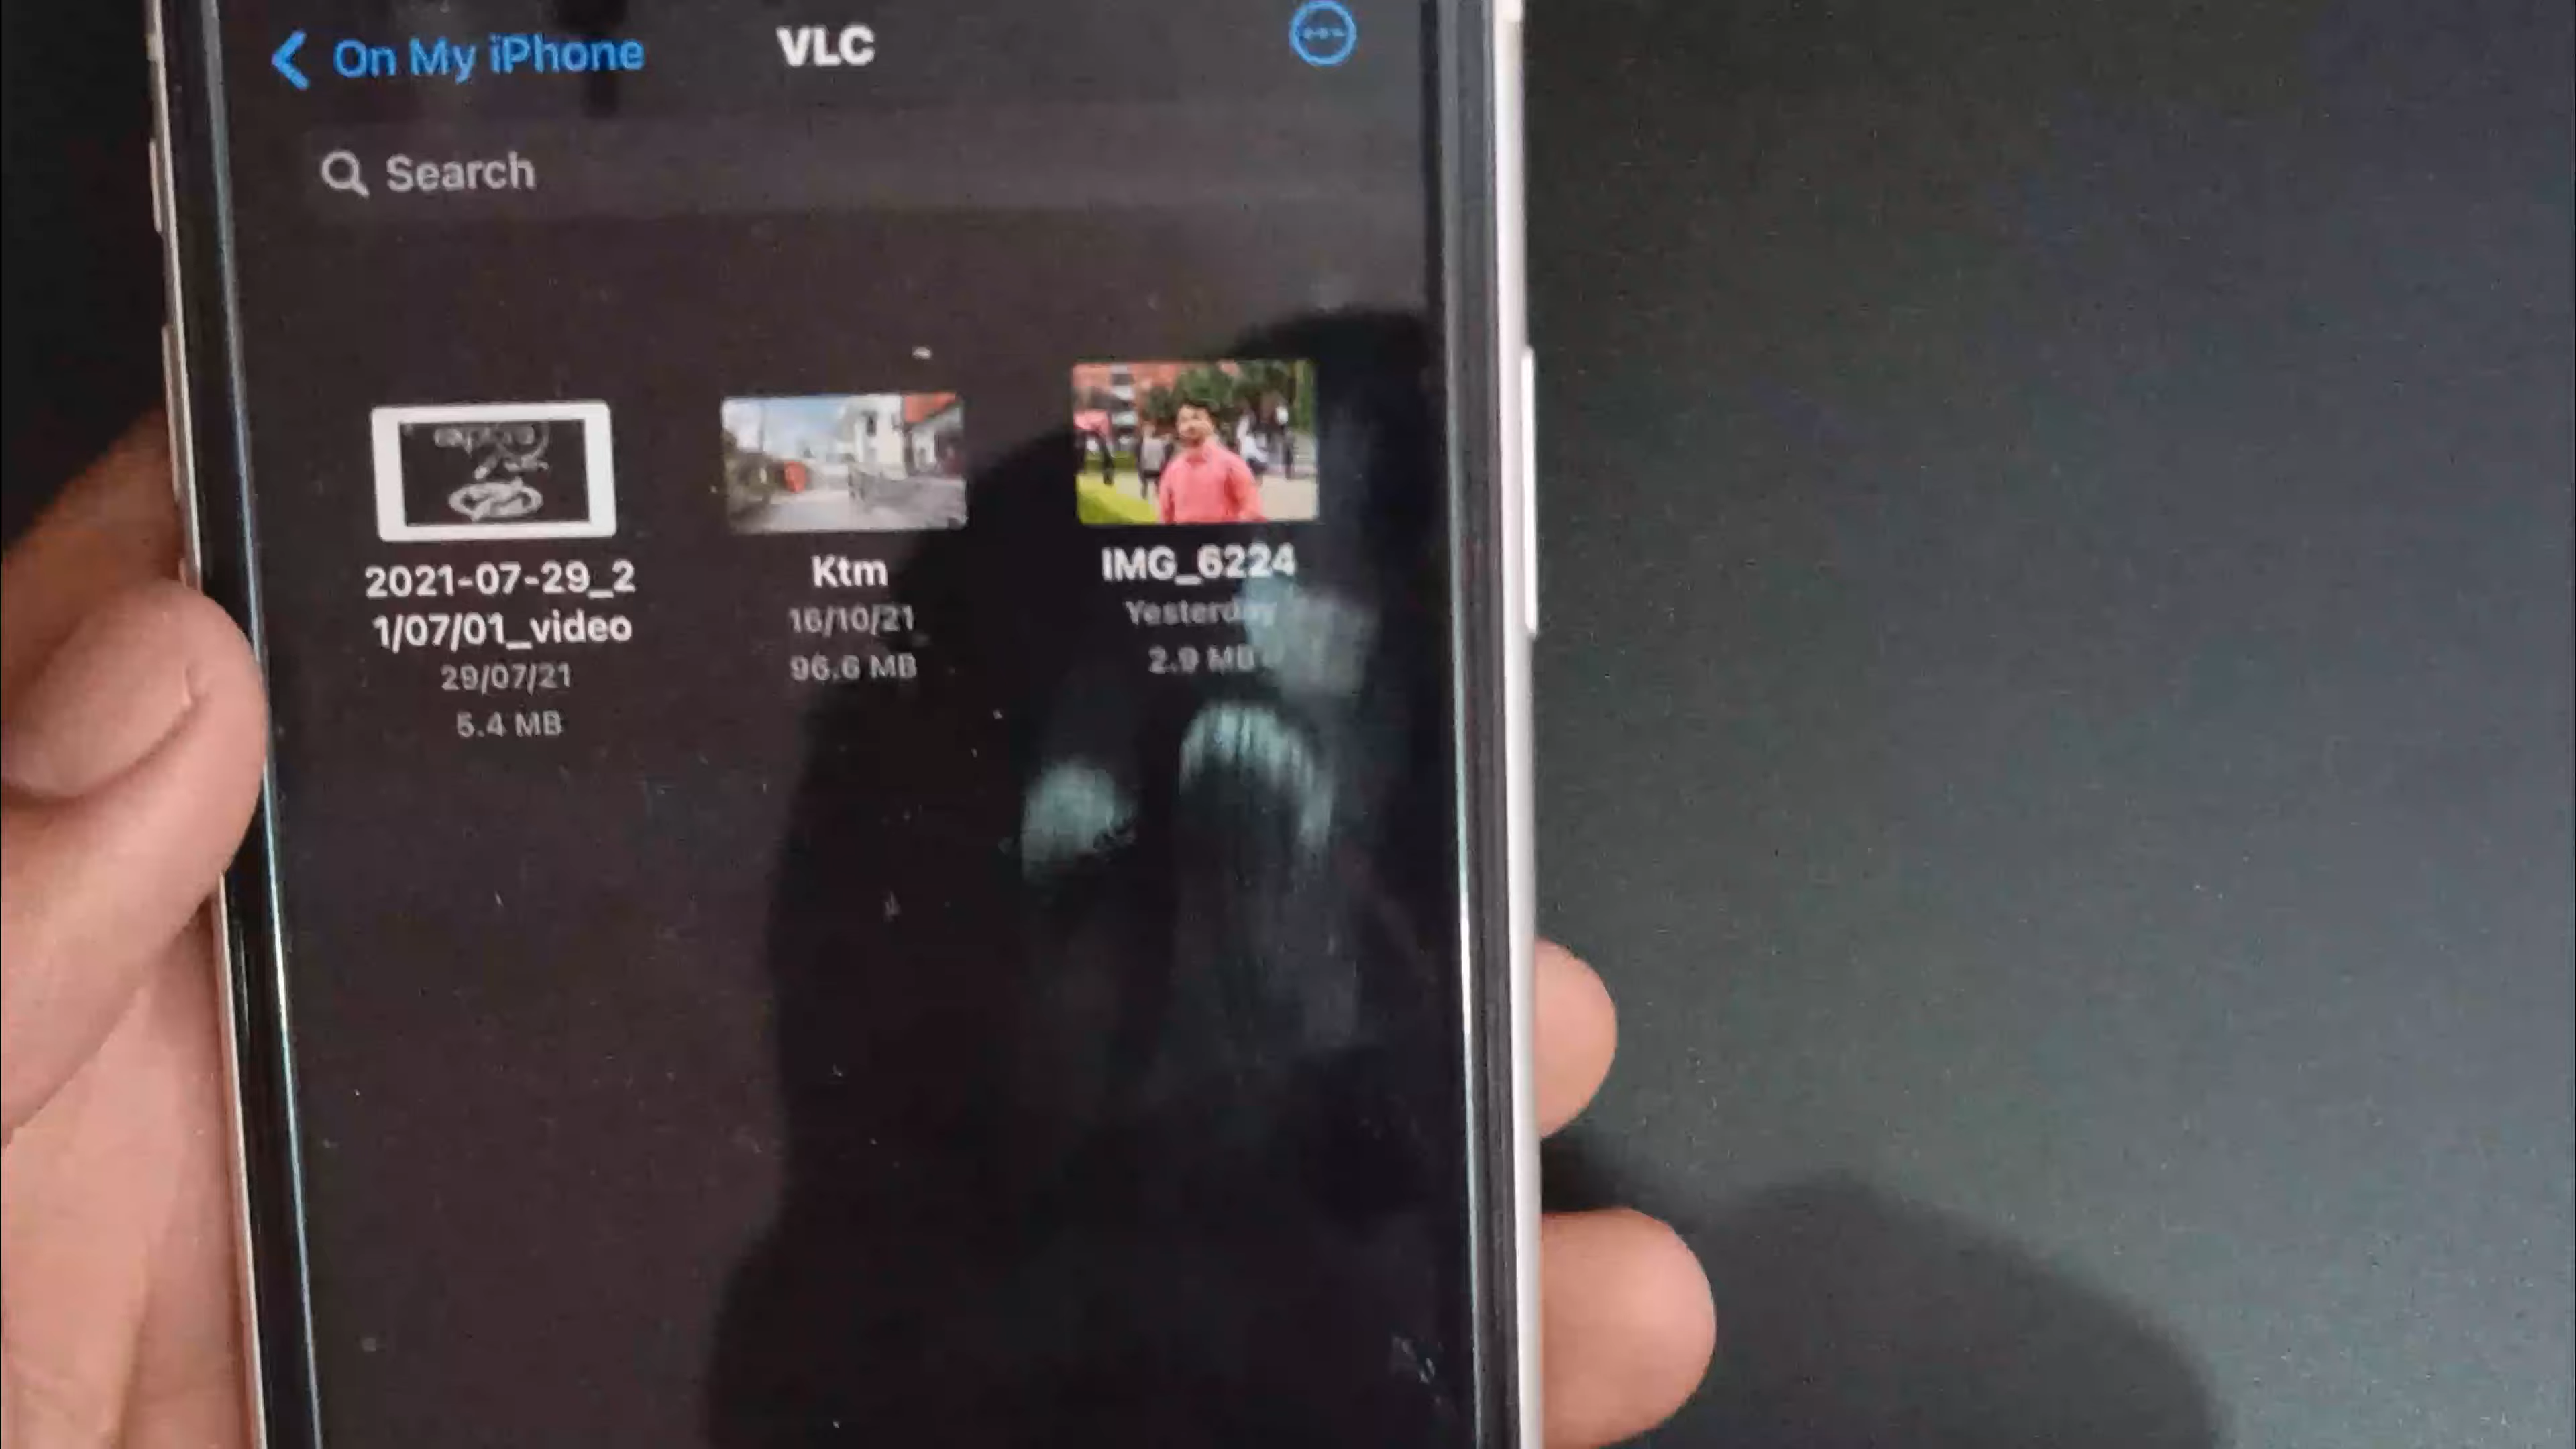 On My iPhone
VLC
Search
2021-07-29_2
1/07/01_video
29/07/21
5.4 MB
Ktm
16/10/21
96.6 MB
IMG_6224
Yesterday
2.9 MB